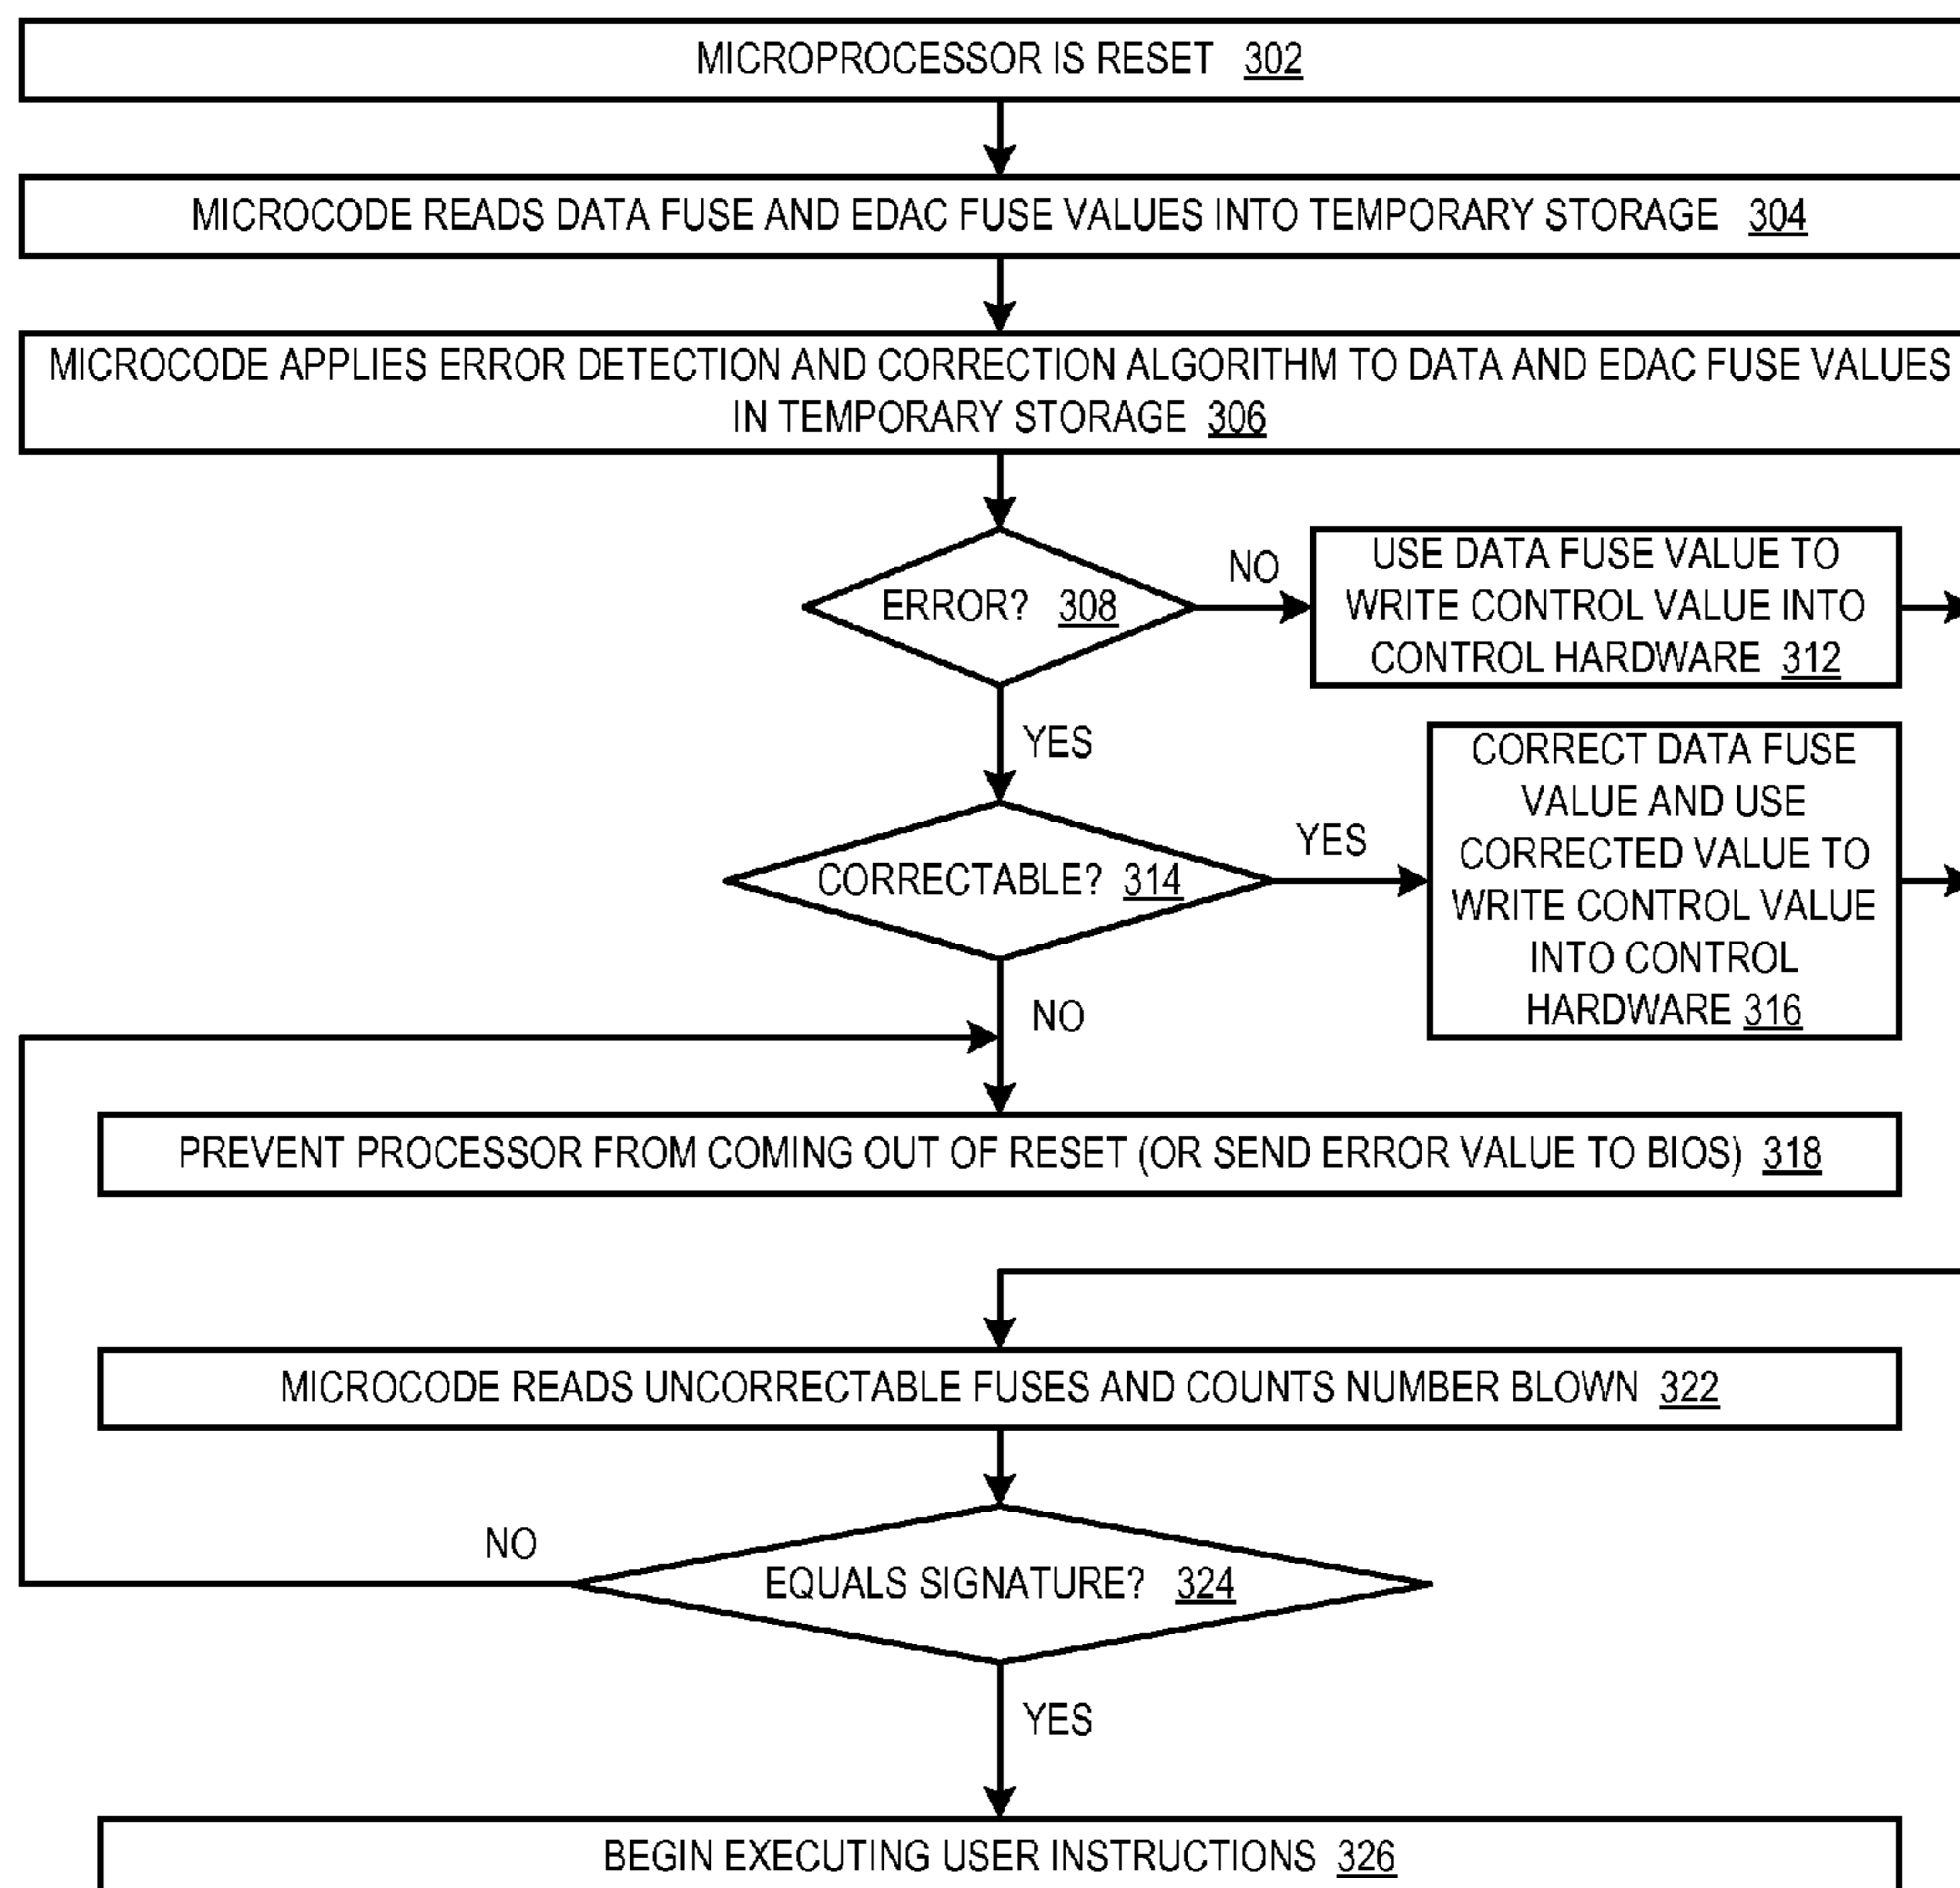 MICROPROCESSOR IS RESET 302
MICROCODE READS DATA FUSE AND EDAC FUSE VALUES INTO TEMPORARY STORAGE 304
MICROCODE APPLIES ERROR DETECTION AND CORRECTION ALGORITHM TO DATA AND EDAC FUSE VALUES
IN TEMPORARY STORAGE 306
ERROR? 308
NO
USE DATA FUSE VALUE TO
WRITE CONTROL VALUE INTO
CONTROL HARDWARE 312
YES
CORRECTABLE? 314
YES
CORRECT DATA FUSE
VALUE AND USE
CORRECTED VALUE TO
WRITE CONTROL VALUE
INTO CONTROL
HARDWARE 316
NO
PREVENT PROCESSOR FROM COMING OUT OF RESET (OR SEND ERROR VALUE TO BIOS) 318
MICROCODE READS UNCORRECTABLE FUSES AND COUNTS NUMBER BLOWN 322
NO
EQUALS SIGNATURE? 324
YES
BEGIN EXECUTING USER INSTRUCTIONS 326